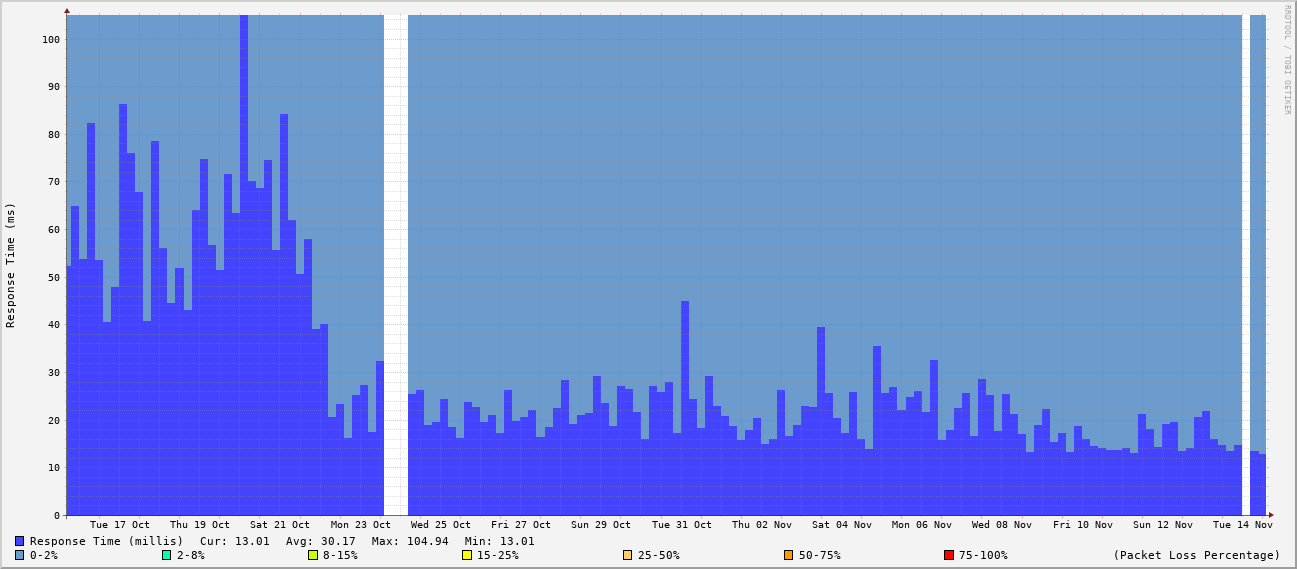 RRDTOOL / TOBI OETIKER
Response Time (ms)
100
90
80
70
60
50
40
30
20
10
0
Tue 17 Oct Thu 19 Oct Sat 21 Oct Mon 23 Oct Wed 25 Oct Fri 27 Oct Sun 29 Oct Tue 31 Oct Thu 02 Nov Sat 04 Nov Mon 06 Nov Wed 08 Nov Fri 10 Nov Sun 12 Nov Tue 14 Nov
Response Time (millis) Cur: 13.01 Avg: 30.17 Max: 104.94 Min: 13.01
0-2% 2-8% 8-15% 15-25% 25-50% 50-75% 75-100% (Packet Loss Percentage)